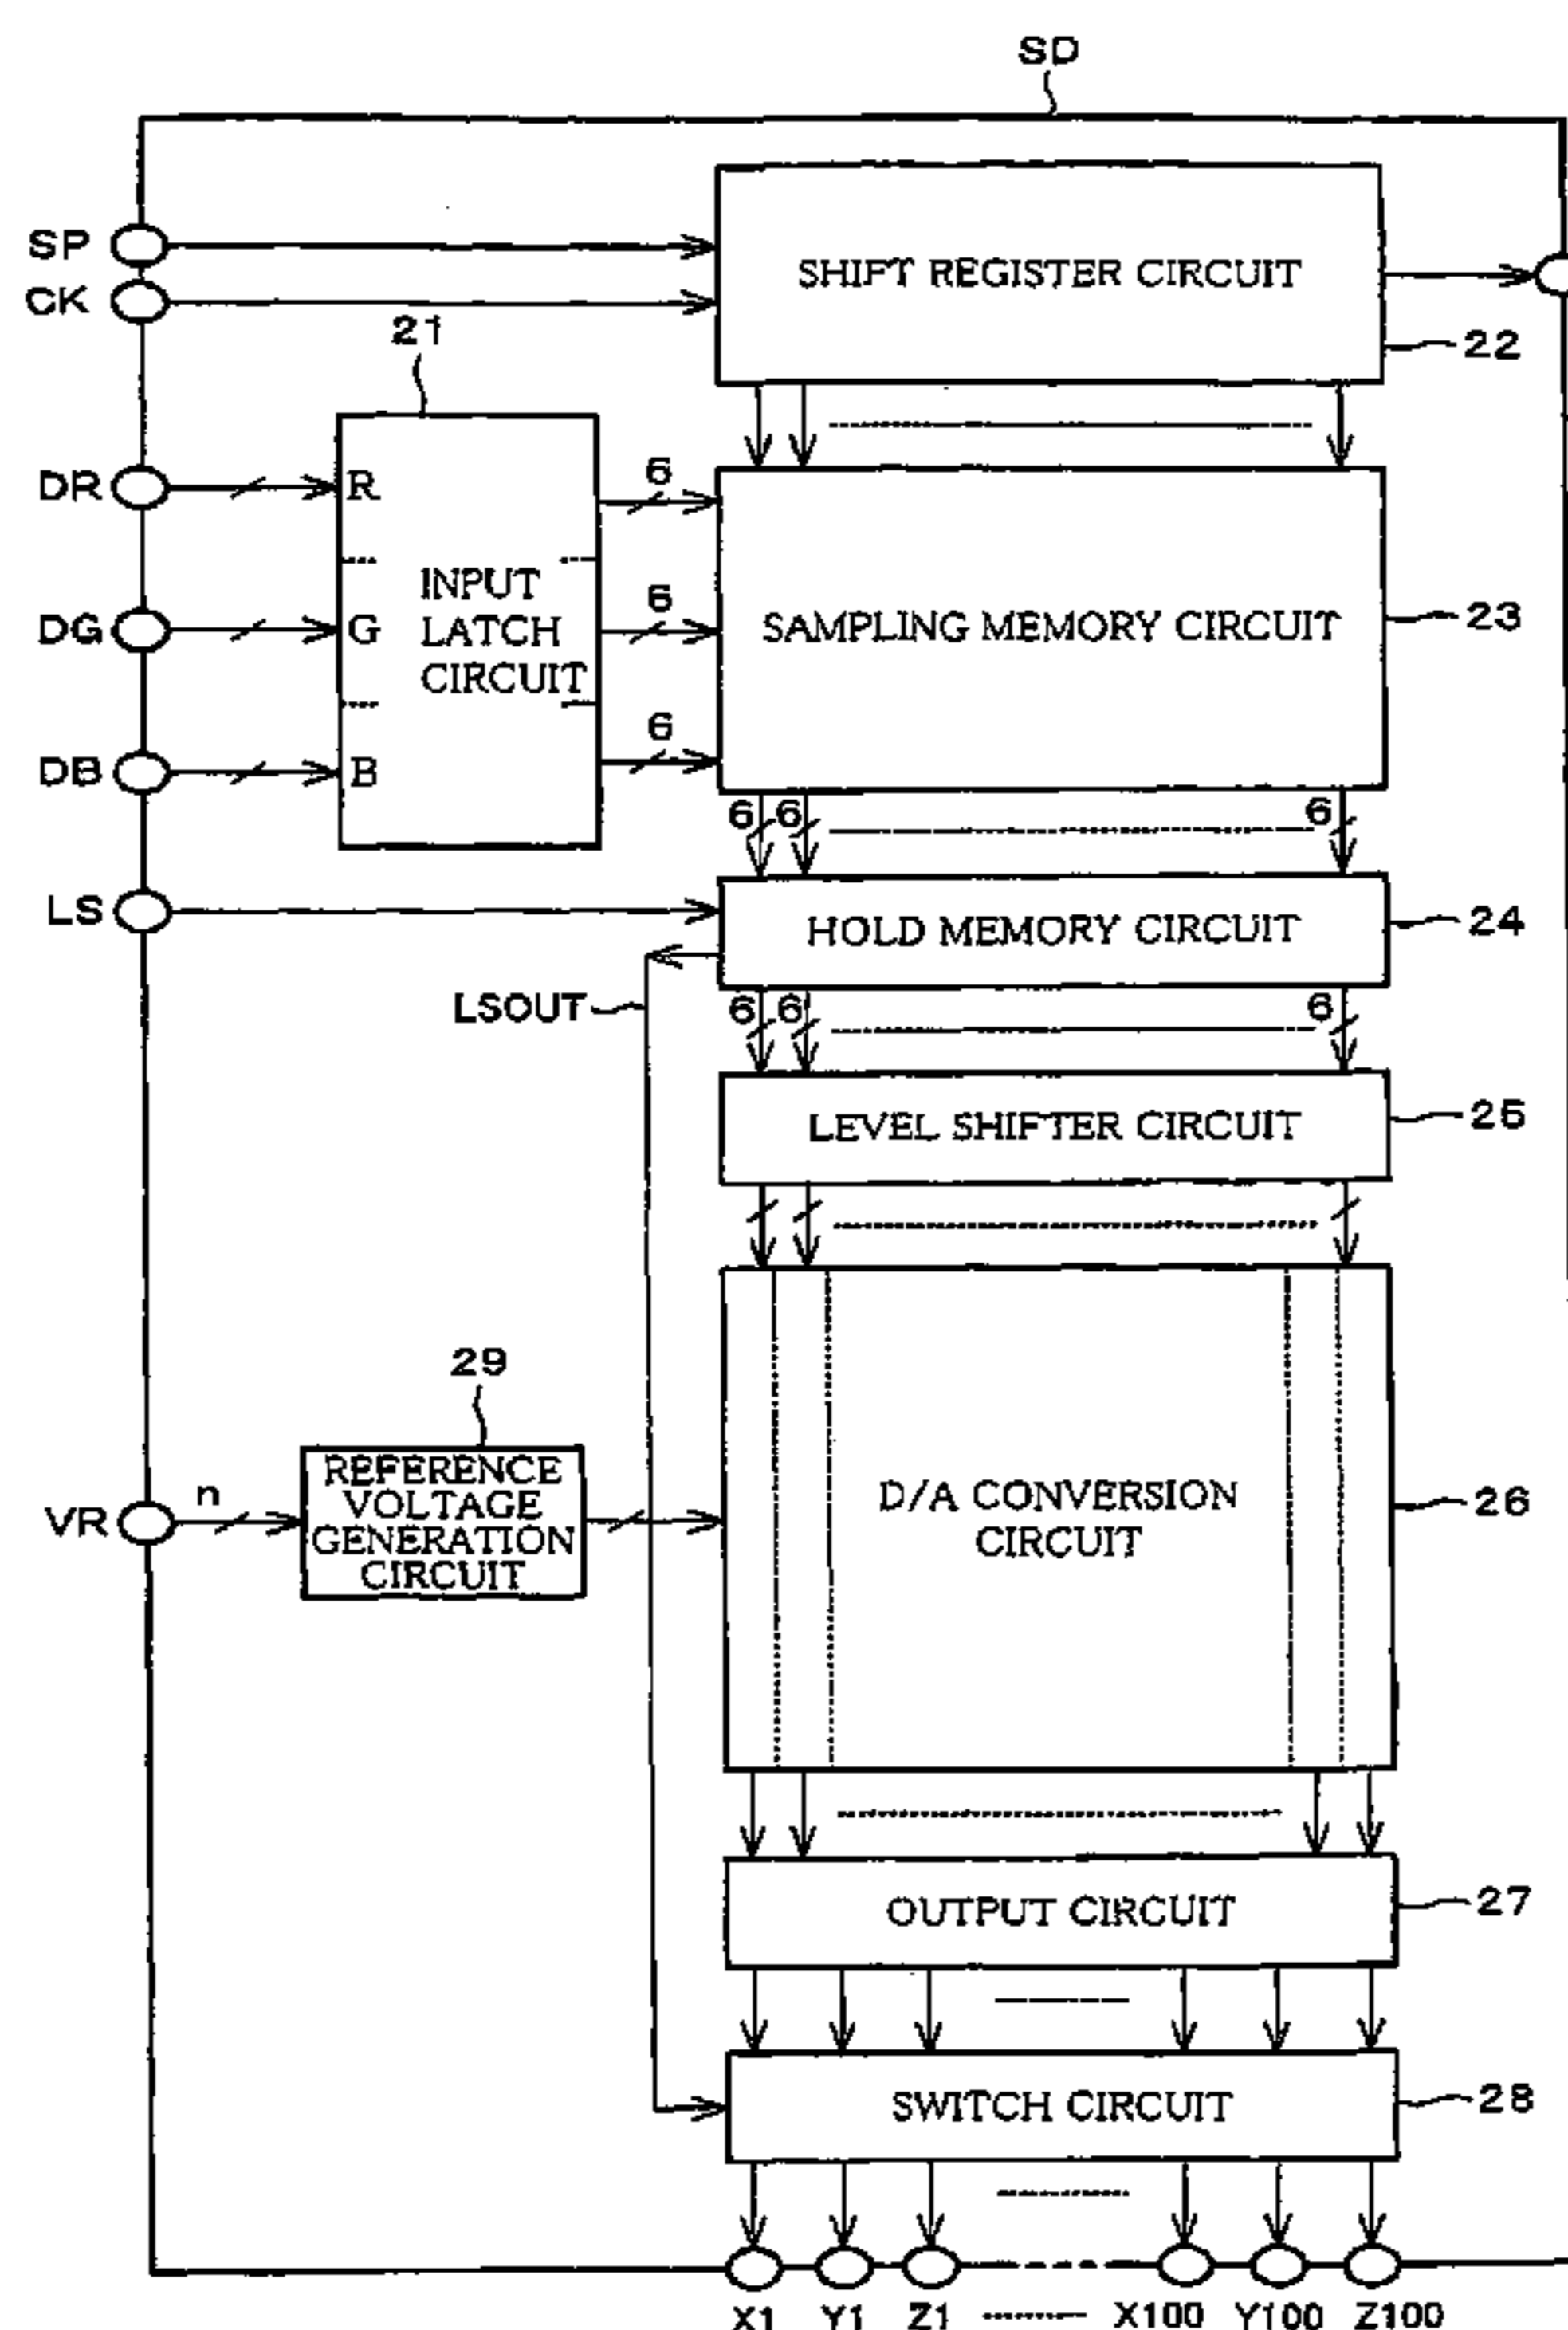 SD
SP
CK
SHIFT REGISTER CIRCUIT
22
21
DR
R
6
DG
G
INPUT
LATCH
CIRCUIT
6
SAMPLING MEMORY CIRCUIT
23
DB
B
6
6 6 6
LS
HOLD MEMORY CIRCUIT
24
LSOUT
6 6 6
LEVEL SHIFTER CIRCUIT
25
29
VR
n
REFERENCE
VOLTAGE
GENERATION
CIRCUIT
D/A CONVERSION
CIRCUIT
26
OUTPUT CIRCUIT
27
SWITCH CIRCUIT
28
X1 Y1 Z1 X100 Y100 Z100